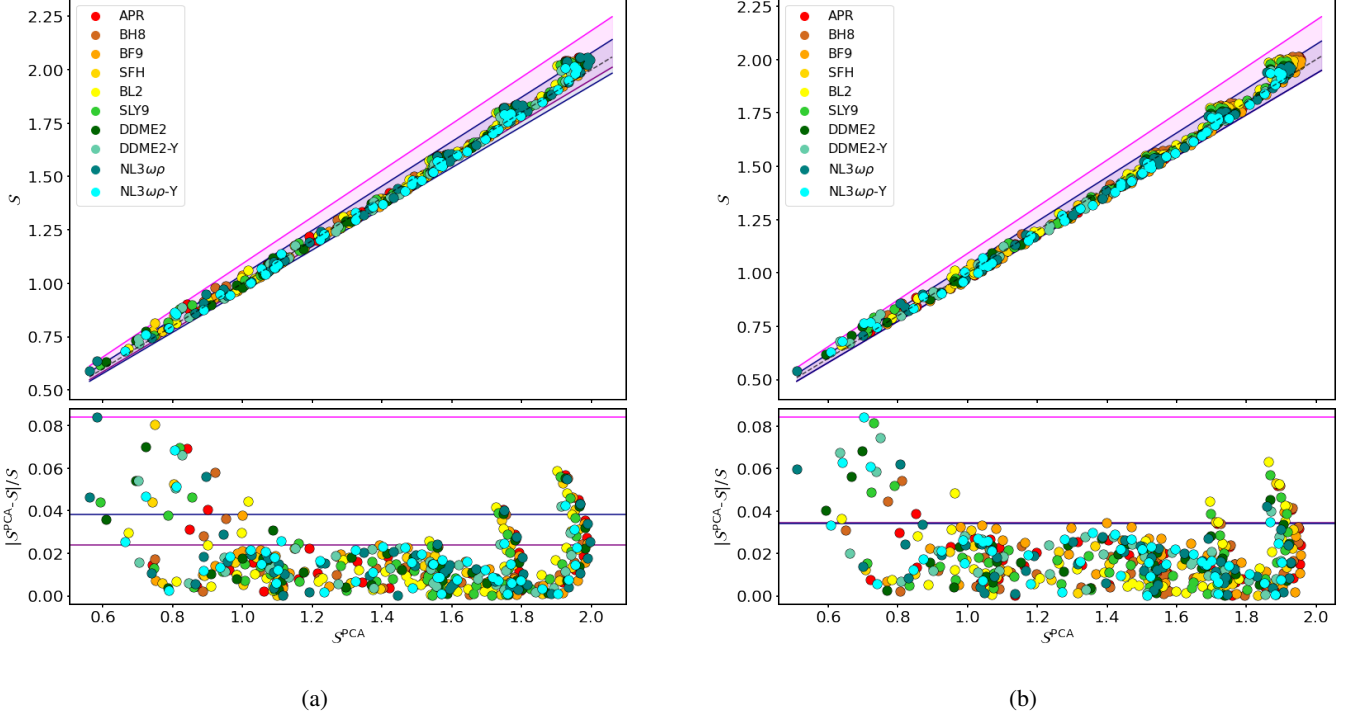 2.25
2.00
1.75
1.50
1.25
1.00
0.75
0.50
S
APR
BH8
BF9
SFH
BL2
SLY9
DDME2
DDME2-Y
NL3ωρ
NL3ωρ-Y
0.08
0.06
0.04
0.02
0.00
|S^PCA - S|/S
0.6 0.8 1.0 1.2 1.4 1.6 1.8 2.0
S^PCA
(a)
2.25
2.00
1.75
1.50
1.25
1.00
0.75
0.50
S
APR
BH8
BF9
SFH
BL2
SLY9
DDME2
DDME2-Y
NL3ωρ
NL3ωρ-Y
0.08
0.06
0.04
0.02
0.00
|S^PCA - S|/S
0.6 0.8 1.0 1.2 1.4 1.6 1.8 2.0
S^PCA
(b)